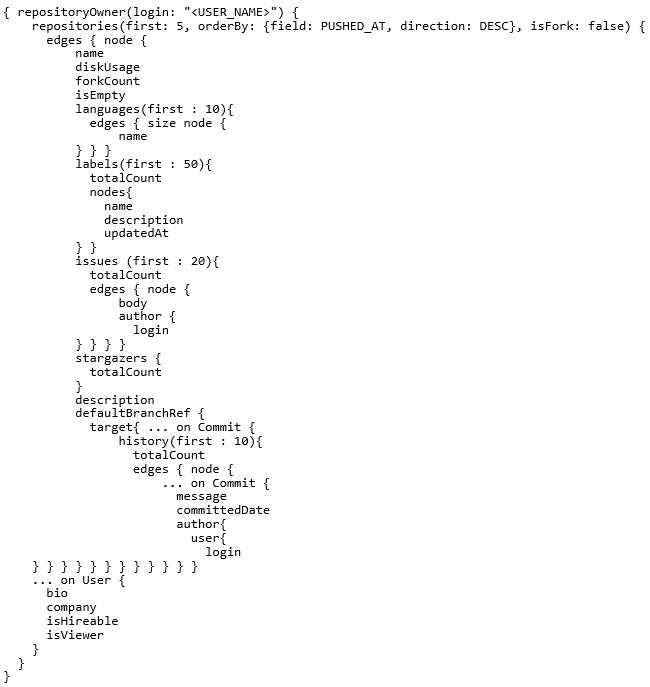 { repositoryOwner(login: "<USER_NAME>") {
    repositories(first: 5, orderBy: {field: PUSHED_AT, direction: DESC}, isFork: false) {
      edges { node {
          name
          diskUsage
          forkCount
          isEmpty
          languages(first : 10){
            edges { size node {
                name
          } } }
          labels(first : 50){
            totalCount
            nodes{
              name
              description
              updatedAt
          } }
          issues (first : 20){
            totalCount
            edges { node {
                body
                author {
                  login
          } } } }
          stargazers {
            totalCount
          }
          description
          defaultBranchRef {
            target{ ... on Commit {
                history(first : 10){
                  totalCount
                  edges { node {
                      ... on Commit {
                        message
                        committedDate
                        author{
                          user{
                            login
    } } } } } } } } } } } }
    ... on User {
      bio
      company
      isHireable
      isViewer
    }
  }
}